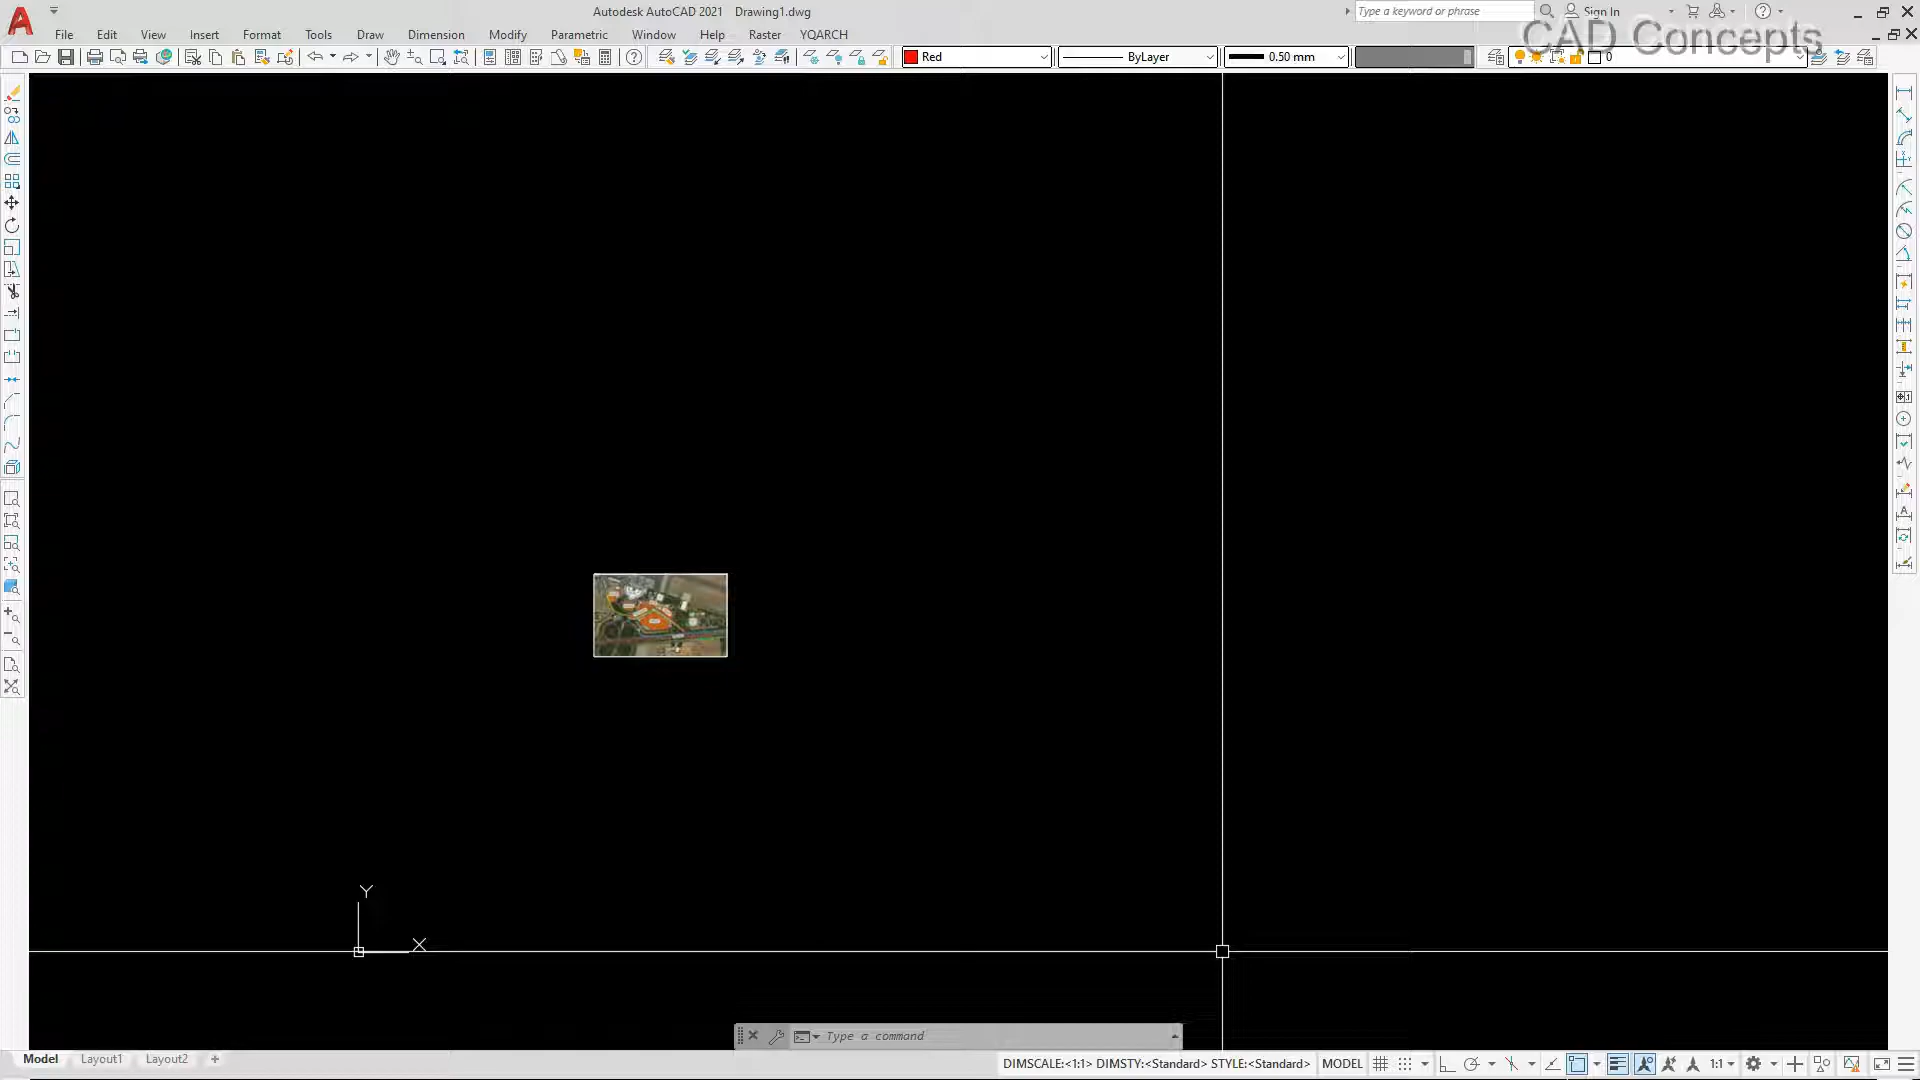 Autodesk AutoCAD 2021 Drawing1.dwg
Type a keyword or phrase
Sign In
CAD Concepts
File Edit View Insert Format Tools Draw Dimension Modify Parametric Window Help Raster YQARCH
Red
ByLayer
0.50 mm
0
Y
X
Type a command
Model Layout1 Layout2 +
DIMSCALE:<1:1> DIMSTY:<Standard> STYLE:<Standard> MODEL 1:1